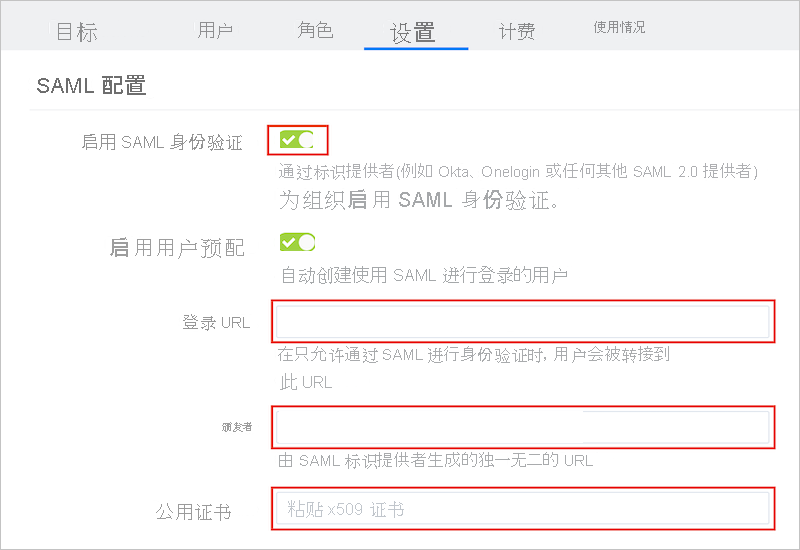 目标 用户 角色 设置 计费 使用情况
SAML 配置
启用 SAML 身份验证
通过标识提供者(例如 Okta、Onelogin 或任何其他 SAML 2.0 提供者)
为组织启用 SAML 身份验证。
启用用户预配
自动创建使用 SAML 进行登录的用户
登录 URL
在只允许通过 SAML 进行身份验证时, 用户会被转接到
此 URL
颁发者
由 SAML 标识提供者生成的独一无二的 URL
公用证书 粘贴 x509 证书